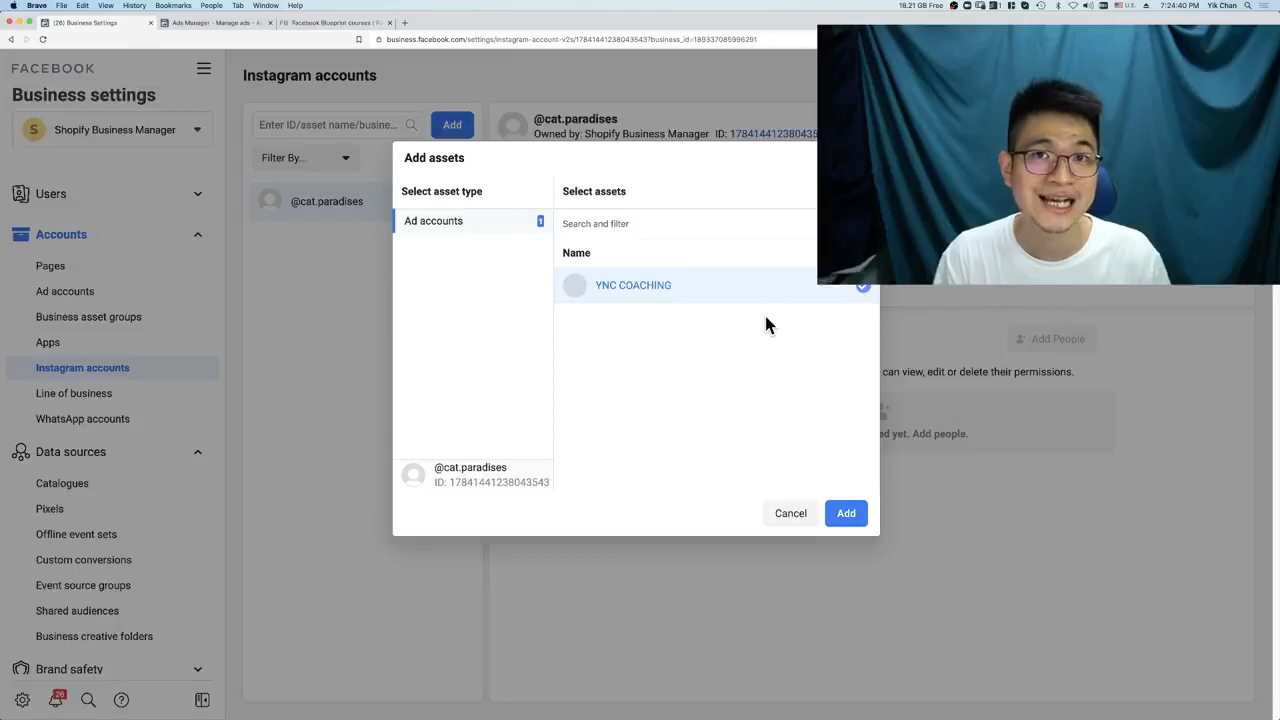 Brave File Edit View History Bookmarks People Tab Window Help
18.21 GB Free
U.S.
7:24:40 PM Yik Chan
(26) Business Settings
Ads Manager - Manage ads - A
Facebook Blueprint courses | F
business.facebook.com/settings/instagram-account-v2s/17841441238043543?business_id=189337085996291
FACEBOOK
Business settings
S
Shopify Business Manager
Users
Accounts
Pages
Ad accounts
Business asset groups
Apps
Instagram accounts
Line of business
WhatsApp accounts
Data sources
Catalogues
Pixels
Offline event sets
Custom conversions
Event source groups
Shared audiences
Business creative folders
Brand safety
26
Instagram accounts
Enter ID/asset name/busine...
Add
Filter By...
@cat.paradises
@cat.paradises
Owned by: Shopify Business Manager ID: 178414412380435
Add assets
Select asset type
Ad accounts
1
@cat.paradises
ID: 17841441238043543
Select assets
Search and filter
Name
YNC COACHING
Cancel
Add
Add People
can view, edit or delete their permissions.
ed yet. Add people.